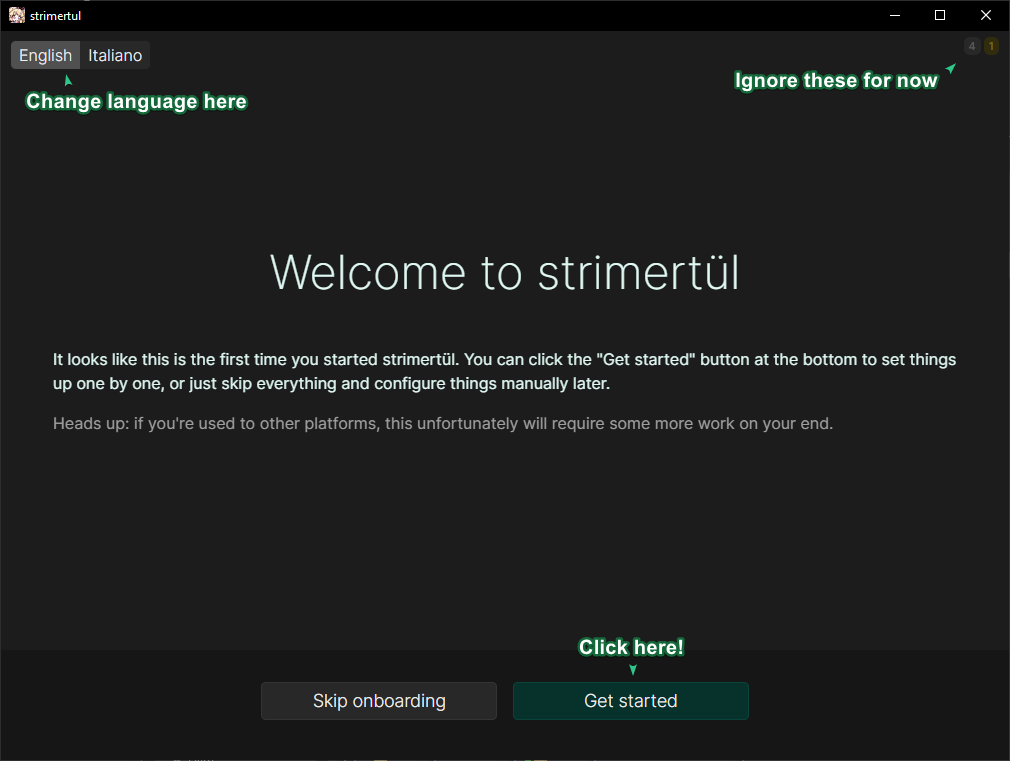 strimertul
English Italiano
4 1
Ignore these for now
Change language here
Welcome to strimertül
It looks like this is the first time you started strimertül. You can click the "Get started" button at the bottom to set things
up one by one, or just skip everything and configure things manually later.
Heads up: if you're used to other platforms, this unfortunately will require some more work on your end.
Click here!
Skip onboarding Get started